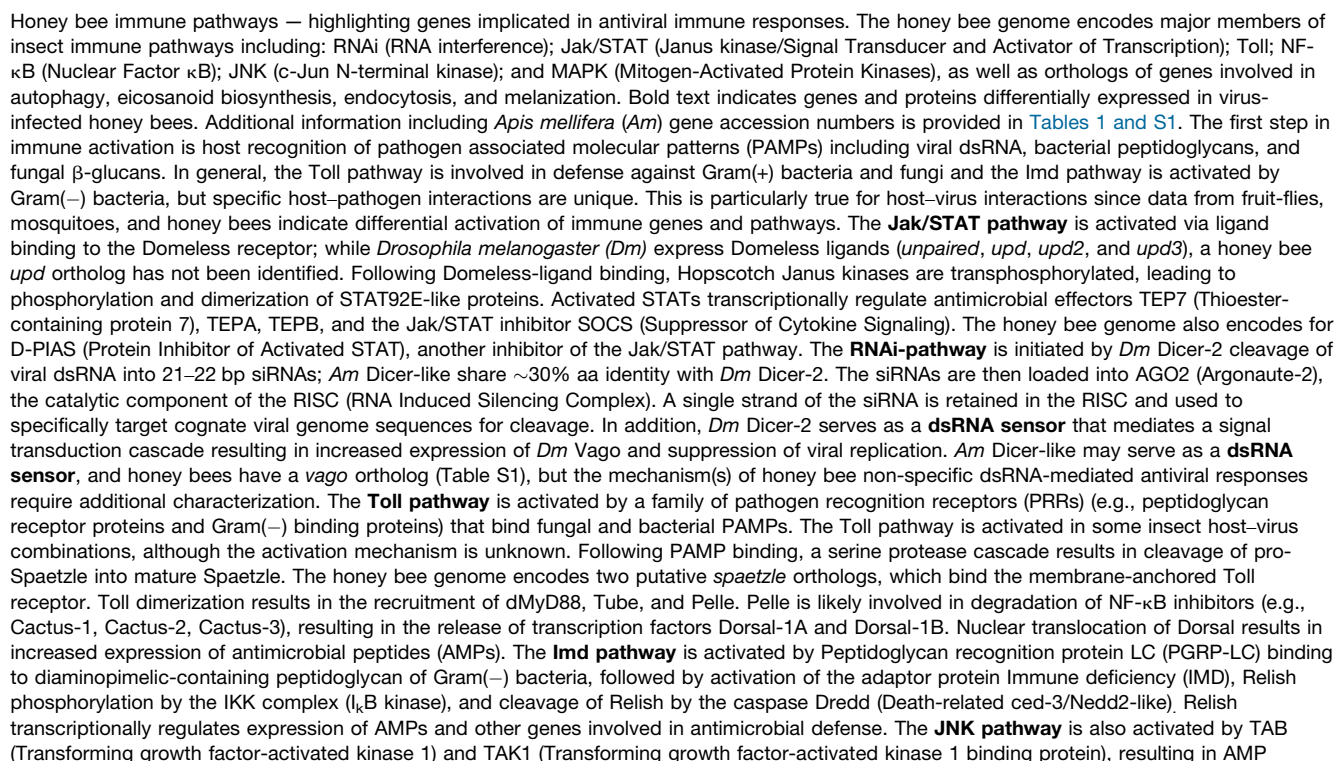 Honey bee immune pathways — highlighting genes implicated in antiviral immune responses. The honey bee genome encodes major members of
insect immune pathways including: RNAi (RNA interference); Jak/STAT (Janus kinase/Signal Transducer and Activator of Transcription); Toll; NF-
κB (Nuclear Factor κB); JNK (c-Jun N-terminal kinase); and MAPK (Mitogen-Activated Protein Kinases), as well as orthologs of genes involved in
autophagy, eicosanoid biosynthesis, endocytosis, and melanization. Bold text indicates genes and proteins differentially expressed in virus-
infected honey bees. Additional information including Apis mellifera (Am) gene accession numbers is provided in Tables 1 and S1. The first step in
immune activation is host recognition of pathogen associated molecular patterns (PAMPs) including viral dsRNA, bacterial peptidoglycans, and
fungal β-glucans. In general, the Toll pathway is involved in defense against Gram(+) bacteria and fungi and the Imd pathway is activated by
Gram(−) bacteria, but specific host–pathogen interactions are unique. This is particularly true for host–virus interactions since data from fruit-flies,
mosquitoes, and honey bees indicate differential activation of immune genes and pathways. The Jak/STAT pathway is activated via ligand
binding to the Domeless receptor; while Drosophila melanogaster (Dm) express Domeless ligands (unpaired, upd, upd2, and upd3), a honey bee
upd ortholog has not been identified. Following Domeless-ligand binding, Hopscotch Janus kinases are transphosphorylated, leading to
phosphorylation and dimerization of STAT92E-like proteins. Activated STATs transcriptionally regulate antimicrobial effectors TEP7 (Thioester-
containing protein 7), TEPA, TEPB, and the Jak/STAT inhibitor SOCS (Suppressor of Cytokine Signaling). The honey bee genome also encodes for
D-PIAS (Protein Inhibitor of Activated STAT), another inhibitor of the Jak/STAT pathway. The RNAi-pathway is initiated by Dm Dicer-2 cleavage of
viral dsRNA into 21–22 bp siRNAs; Am Dicer-like share ∼30% aa identity with Dm Dicer-2. The siRNAs are then loaded into AGO2 (Argonaute-2),
the catalytic component of the RISC (RNA Induced Silencing Complex). A single strand of the siRNA is retained in the RISC and used to
specifically target cognate viral genome sequences for cleavage. In addition, Dm Dicer-2 serves as a dsRNA sensor that mediates a signal
transduction cascade resulting in increased expression of Dm Vago and suppression of viral replication. Am Dicer-like may serve as a dsRNA
sensor, and honey bees have a vago ortholog (Table S1), but the mechanism(s) of honey bee non-specific dsRNA-mediated antiviral responses
require additional characterization. The Toll pathway is activated by a family of pathogen recognition receptors (PRRs) (e.g., peptidoglycan
receptor proteins and Gram(−) binding proteins) that bind fungal and bacterial PAMPs. The Toll pathway is activated in some insect host–virus
combinations, although the activation mechanism is unknown. Following PAMP binding, a serine protease cascade results in cleavage of pro-
Spaetzle into mature Spaetzle. The honey bee genome encodes two putative spaetzle orthologs, which bind the membrane-anchored Toll
receptor. Toll dimerization results in the recruitment of dMyD88, Tube, and Pelle. Pelle is likely involved in degradation of NF-κB inhibitors (e.g.,
Cactus-1, Cactus-2, Cactus-3), resulting in the release of transcription factors Dorsal-1A and Dorsal-1B. Nuclear translocation of Dorsal results in
increased expression of antimicrobial peptides (AMPs). The Imd pathway is activated by Peptidoglycan recognition protein LC (PGRP-LC) binding
to diaminopimelic-containing peptidoglycan of Gram(−) bacteria, followed by activation of the adaptor protein Immune deficiency (IMD), Relish
phosphorylation by the IKK complex (IkB kinase), and cleavage of Relish by the caspase Dredd (Death-related ced-3/Nedd2-like). Relish
transcriptionally regulates expression of AMPs and other genes involved in antimicrobial defense. The JNK pathway is also activated by TAB
(Transforming growth factor-activated kinase 1) and TAK1 (Transforming growth factor-activated kinase 1 binding protein), resulting in AMP